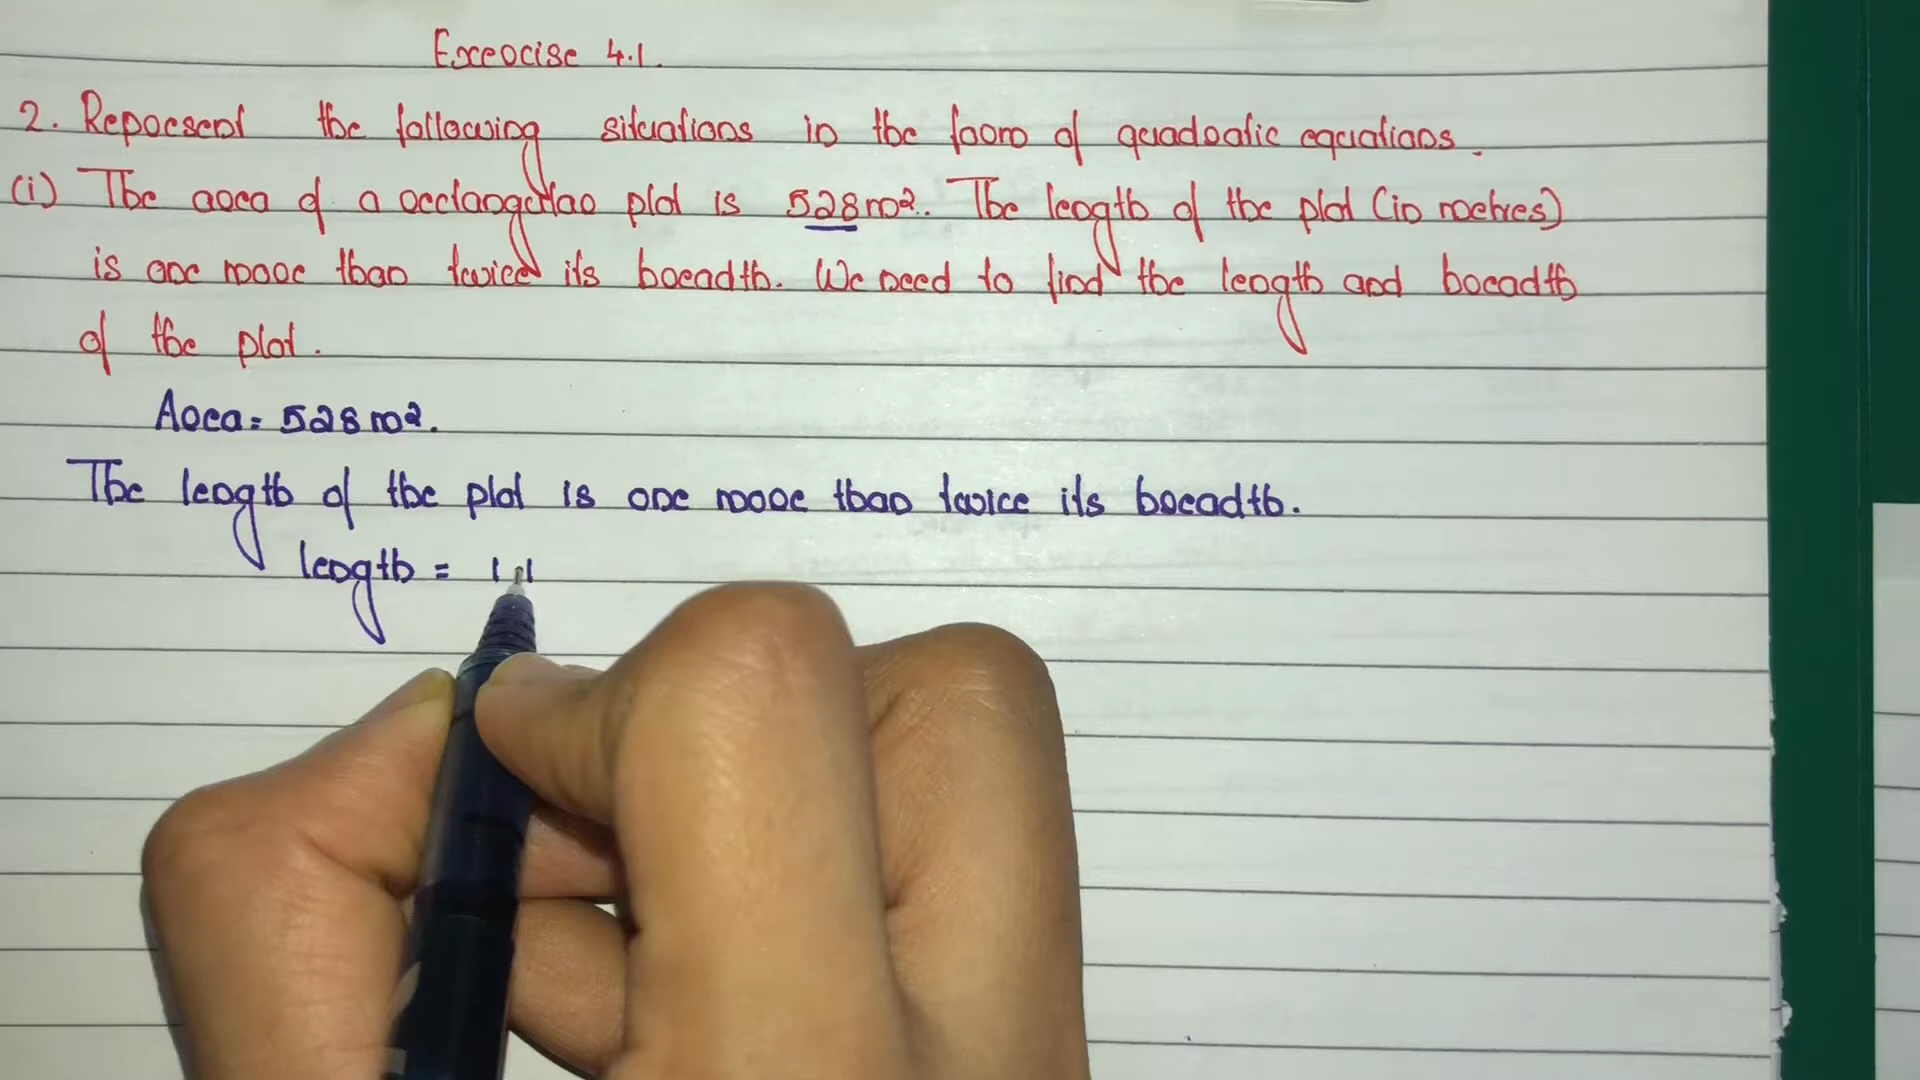 Exercise 4.1.
2. Represent the following situations in the form of quadratic equations.
(i) The area of a rectangular plot is 528m². The length of the plot (in metres)
is one more than twice its breadth. We need to find the length and breadth
of the plot.
Area = 528m².
The length of the plot is one more than twice its breadth.
length = 1